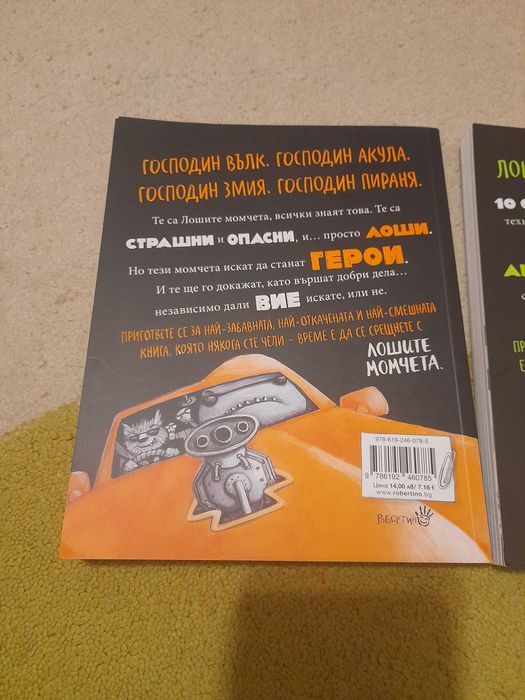 ГОСПОДИН ВЪЛК. ГОСПОДИН АКУЛА.
ГОСПОДИН ЗМИЯ. ГОСПОДИН ПИРАНЯ.
Те са Лошите момчета, всички знаят това. Те са
СТРАШНИ и ОПАСНИ, и... просто ЛОШИ.
Но тези момчета искат да станат ГЕРОИ.
И те ще го докажат, като вършат добри дела...
независимо дали ВИЕ искате, или не.
ПРИГОТВЕТЕ СЕ ЗА НАЙ-ЗАБАВНАТА, НАЙ-ОТКАЧЕНАТА И НАЙ-СМЕШНАТА
КНИГА, КОЯТО НЯКОГА СТЕ ЧЕЛИ - ВРЕМЕ Е ДА СЕ СРЕЩНЕТЕ С
ЛОШИТЕ
МОМЧЕТА.
978-619-246-078-5
9 786192 460785
Цена 14,00 лв/ 7.16 €
www.robertino.bg
РОБЕРТИНО
10